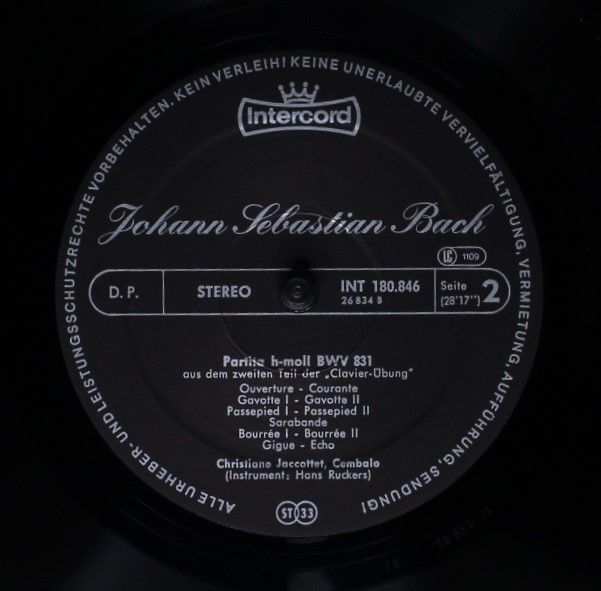 ALLE URHEBER- UND LEISTUNGSSCHUTZRECHTE VORBEHALTEN. KEIN VERLEIH! KEINE UNERLAUBTE VERVIELFÄLTIGUNG, VERMIETUNG, AUFFÜHRUNG, SENDUNG!
Intercord
Johann Sebastian Bach
LC 1109
D. P. STEREO INT 180.846 Seite 2
26 834 B (28'17")
Partita h-moll BWV 831
aus dem zweiten Teil der „Clavier-Übung"
Ouverture - Courante
Gavotte I - Gavotte II
Passepied I - Passepied II
Sarabande
Bourrée I - Bourrée II
Gigue - Echo
Christiane Jaccottet, Cembalo
(Instrument: Hans Ruckers)
ST 33